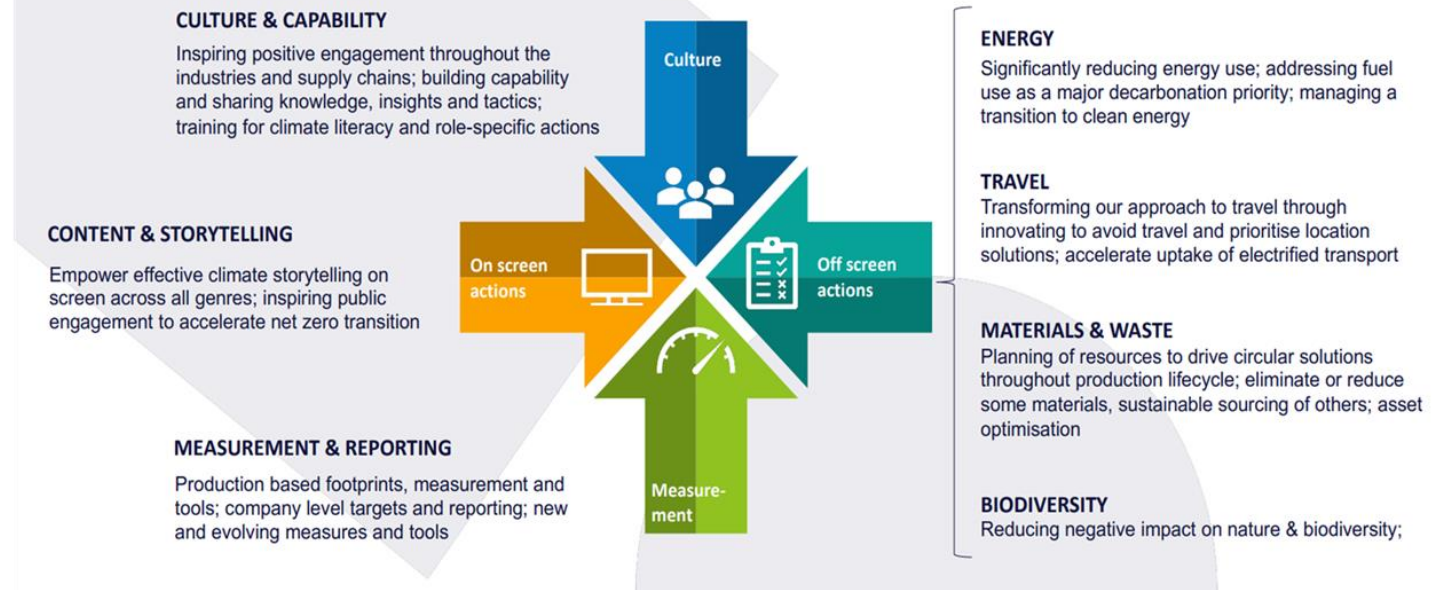 CULTURE & CAPABILITY
Inspiring positive engagement throughout the
industries and supply chains; building capability
and sharing knowledge, insights and tactics;
training for climate literacy and role-specific actions
CONTENT & STORYTELLING
Empower effective climate storytelling on
screen across all genres; inspiring public
engagement to accelerate net zero transition
MEASUREMENT & REPORTING
Production based footprints, measurement and
tools; company level targets and reporting; new
and evolving measures and tools
Culture
On screen
actions
Off screen
actions
Measure-
ment
ENERGY
Significantly reducing energy use; addressing fuel
use as a major decarbonation priority; managing a
transition to clean energy
TRAVEL
Transforming our approach to travel through
innovating to avoid travel and prioritise location
solutions; accelerate uptake of electrified transport
MATERIALS & WASTE
Planning of resources to drive circular solutions
throughout production lifecycle; eliminate or reduce
some materials, sustainable sourcing of others; asset
optimisation
BIODIVERSITY
Reducing negative impact on nature & biodiversity;